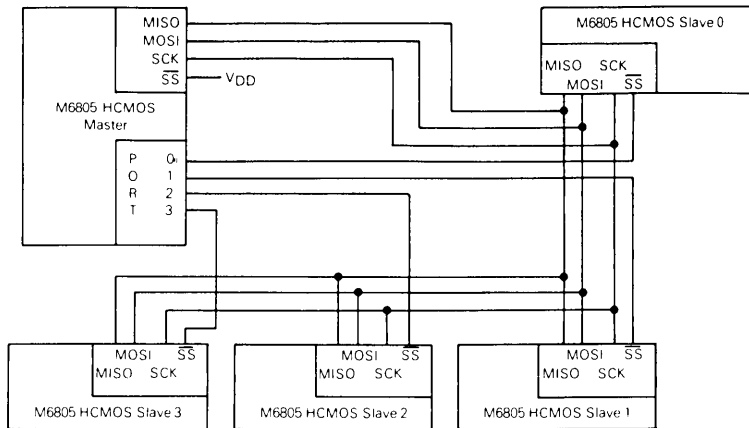 MISO
MOSI
SCK
SS
VDD
M6805 HCMOS
Master
P 0
O 1
R 2
T 3
M6805 HCMOS Slave 0
MISO SCK
MOSI SS
MOSI SS
MISO SCK
M6805 HCMOS Slave 3
MOSI SS
MISO SCK
M6805 HCMOS Slave 2
MOSI SS
MISO SCK
M6805 HCMOS Slave 1